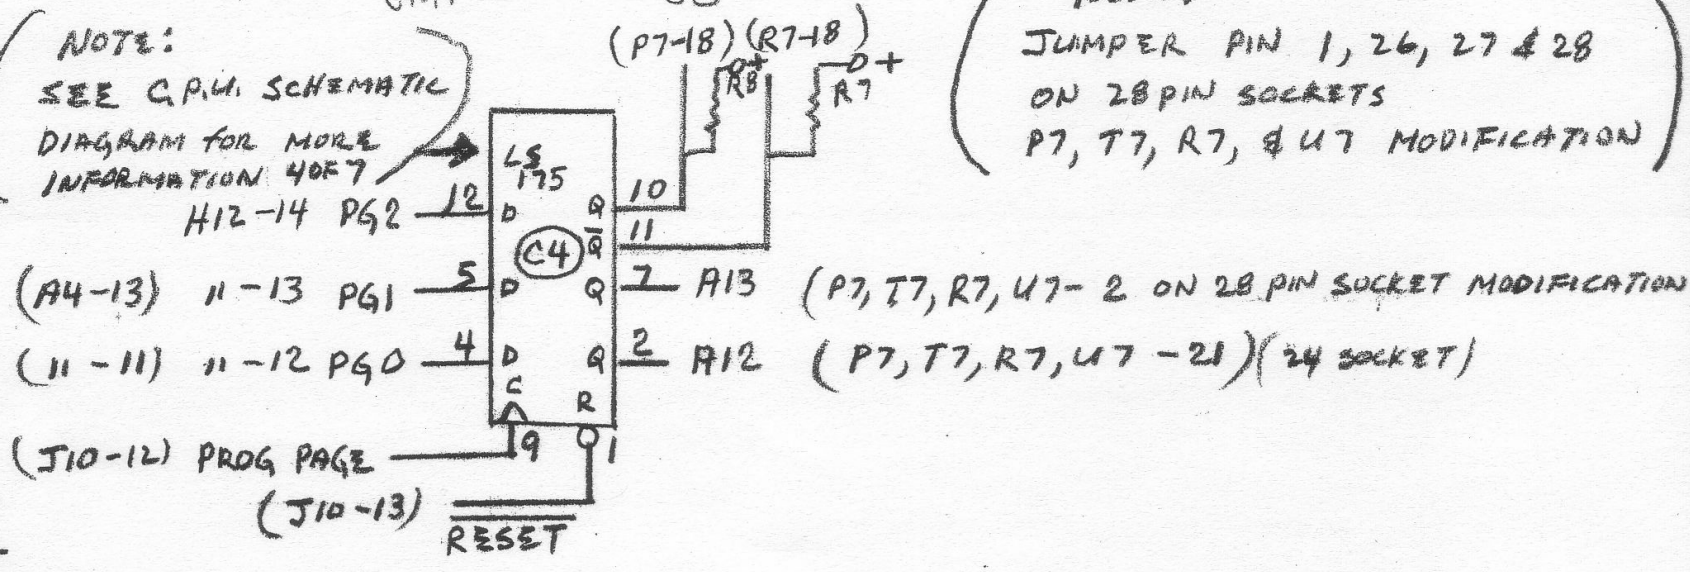 NOTE:
SEE C.P.U. SCHEMATIC
DIAGRAM FOR MORE
INFORMATION 4 OF 7
(P7-18) (R7-18)
+
R8
+
R7
JUMPER PIN 1, 26, 27 & 28
ON 28 PIN SOCKETS
P7, T7, R7, & U7 MODIFICATION
LS
175
H12-14 PG2 12 D Q 10
C4
Q 11
(A4-13) 11-13 PG1 5 D Q 7 A13 (P7, T7, R7, U7-2 ON 28 PIN SOCKET MODIFICATION
(11-11) 11-12 PG0 4 D Q 2 A12 (P7, T7, R7, U7-21)(24 SOCKET)
C R
(J10-12) PROG PAGE 9 1
(J10-13) RESET